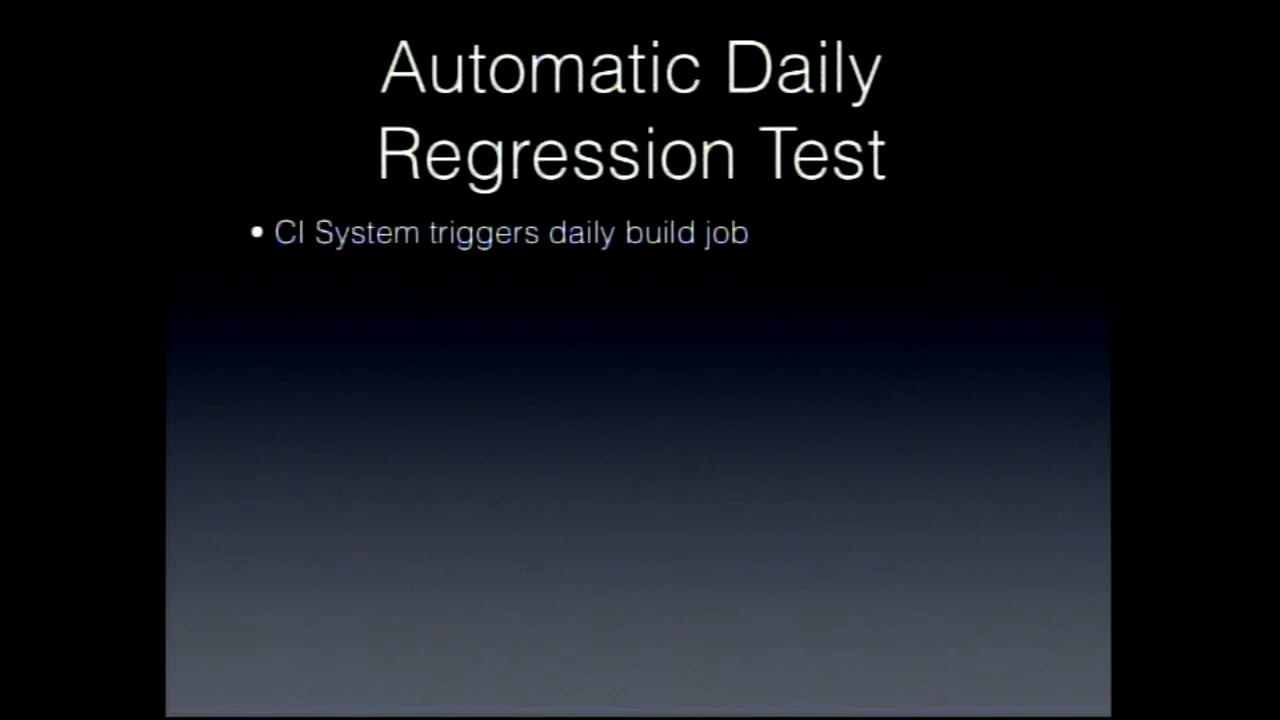 Automatic Daily
Regression Test
• CI System triggers daily build job